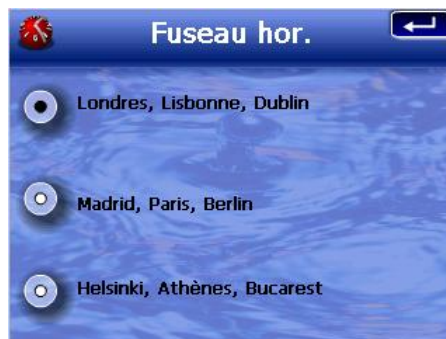 Fuseau hor.
Londres, Lisbonne, Dublin
Madrid, Paris, Berlin
Helsinki, Athènes, Bucarest